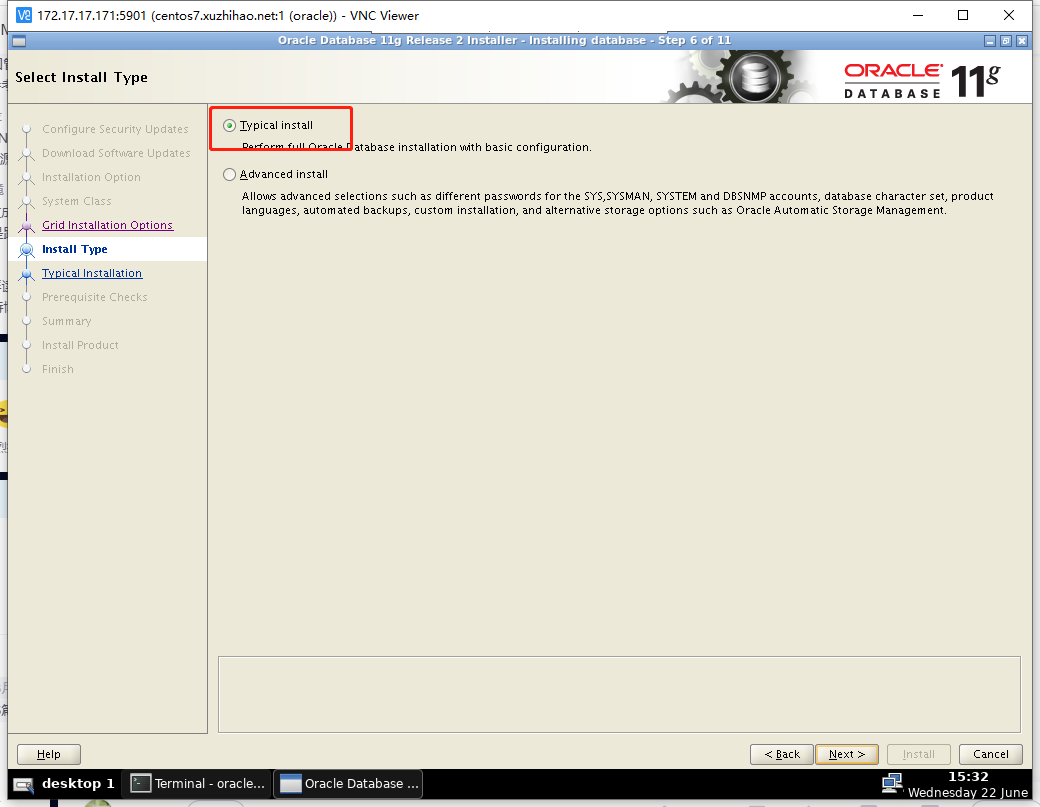 172.17.17.171:5901 (centos7.xuzhihao.net:1 (oracle)) - VNC Viewer
Oracle Database 11g Release 2 Installer - Installing database - Step 6 of 11
Select Install Type
ORACLE
DATABASE
11g
Configure Security Updates
Download Software Updates
Installation Option
System Class
Grid Installation Options
Install Type
Typical Installation
Prerequisite Checks
Summary
Install Product
Finish
Typical install
Perform full Oracle Database installation with basic configuration.
Advanced install
Allows advanced selections such as different passwords for the SYS,SYSMAN, SYSTEM and DBSNMP accounts, database character set, product
languages, automated backups, custom installation, and alternative storage options such as Oracle Automatic Storage Management.
Help
< Back
Next >
Install
Cancel
desktop 1
Terminal - oracle...
Oracle Database ...
15:32
Wednesday 22 June